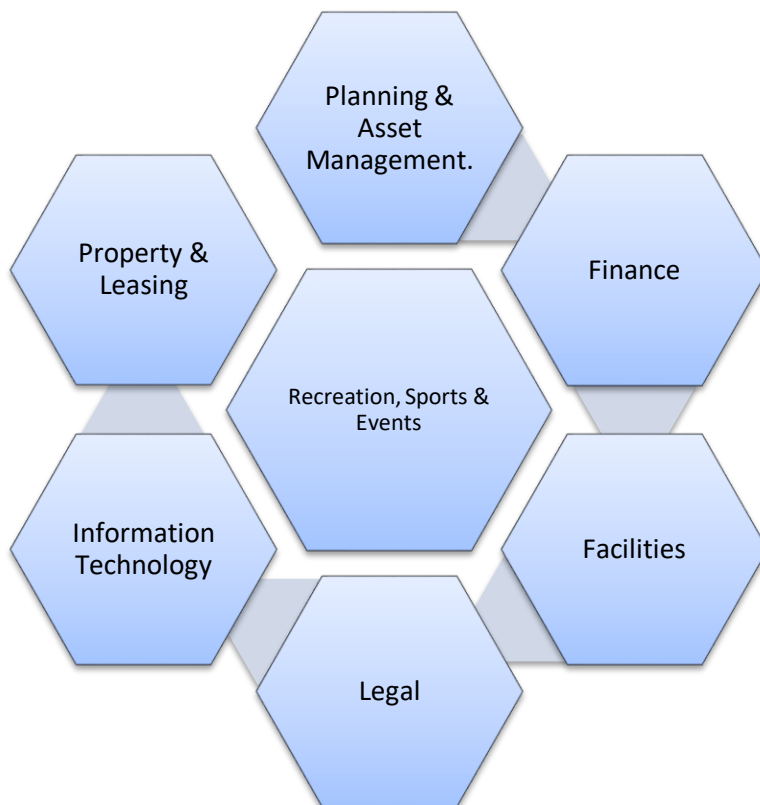 Planning &
Asset
Management.
Property &
Leasing
Finance
Recreation, Sports &
Events
Information
Technology
Facilities
Legal